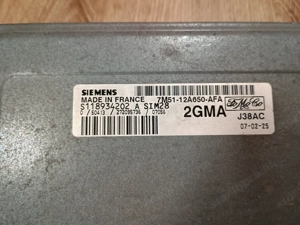 SIEMENS
MADE IN FRANCE 7M51-12A650-AFA
S118934202 A SIM28
2GMA J38AC
07-02-25